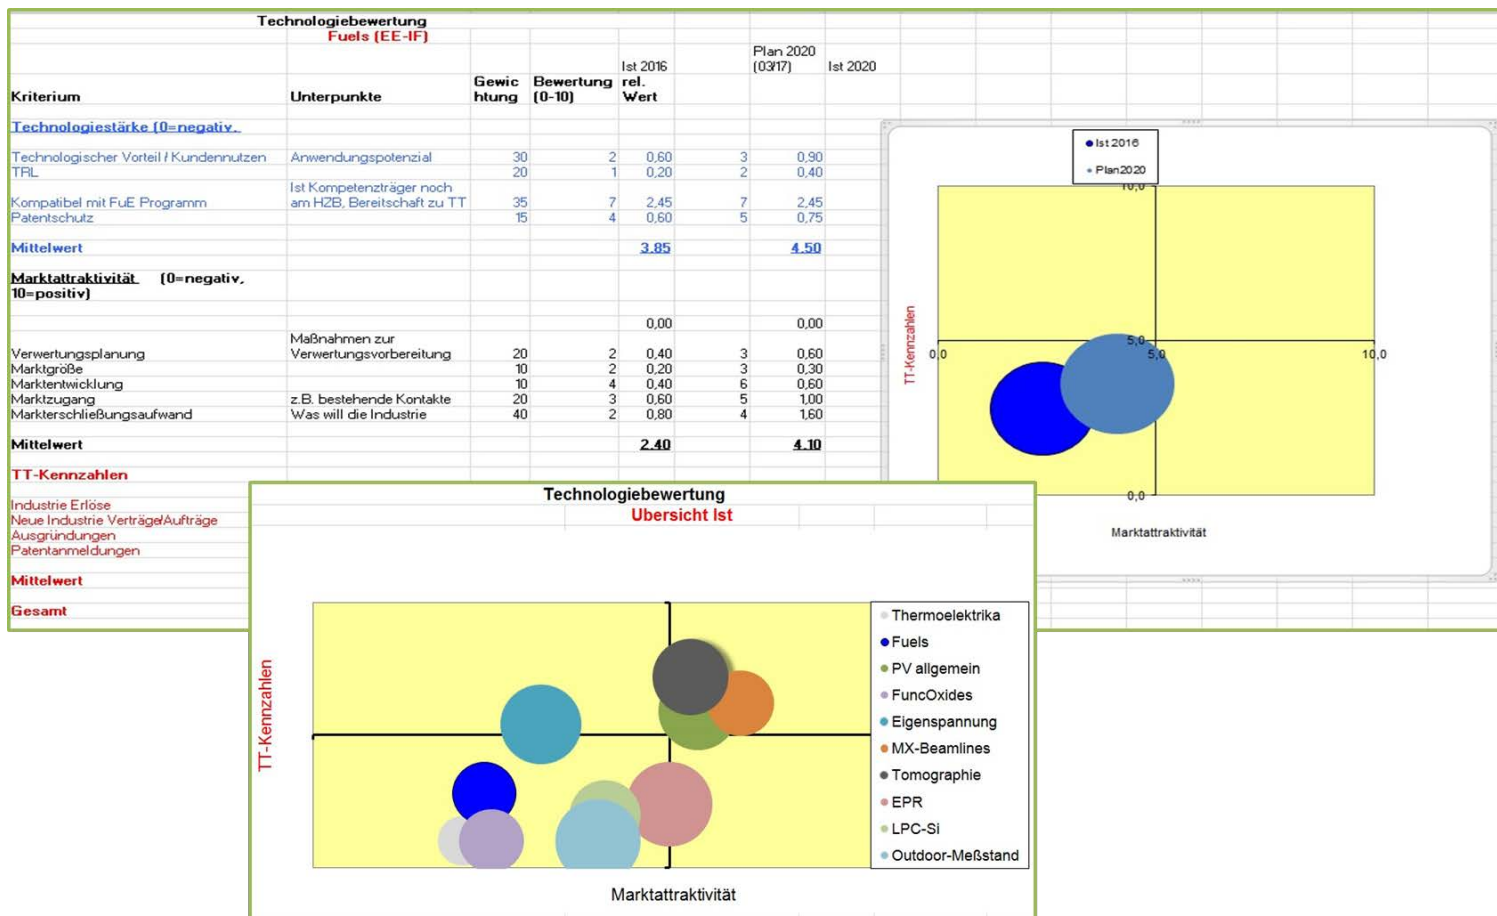 Technologiebewertung
Fuels (EE-IF)
Ist 2016 Plan 2020 (03/17) Ist 2020
Kriterium Unterpunkte Gewichtung Bewertung (0-10) rel. Wert
Technologiestärke (0=negativ,
Technologischer Vorteil / Kundennutzen Anwendungspotenzial 30 2 0,60 3 0,90
TRL 20 1 0,20 2 0,40
Kompatibel mit FuE Programm Ist Kompetenzträger noch am HZB, Bereitschaft zu TT 35 7 2,45 7 2,45
Patentschutz 15 4 0,60 5 0,75
Mittelwert 3,85 4,50
Marktattraktivität (0=negativ,
10=positiv)
0,00 0,00
Verwertungsplanung Maßnahmen zur Verwertungsvorbereitung 20 2 0,40 3 0,60
Marktgröße 10 2 0,20 3 0,30
Marktentwicklung 10 4 0,40 6 0,60
Marktzugang z.B. bestehende Kontakte 20 3 0,60 5 1,00
Markterschließungsaufwand Was will die Industrie 40 2 0,80 4 1,60
Mittelwert 2,40 4,10
TT-Kennzahlen
Industrie Erlöse
Neue Industrie Verträge/Aufträge
Ausgründungen
Patentanmeldungen
Mittelwert
Gesamt
Ist 2016
Plan2020
10,0
TT-Kennzahlen
0,0 5,0 5,0 10,0
0,0
Marktattraktivität
Technologiebewertung
Ubersicht Ist
TT-Kennzahlen
Thermoelektrika
Fuels
PV allgemein
FuncOxides
Eigenspannung
MX-Beamlines
Tomographie
EPR
LPC-Si
Outdoor-Meßstand
Marktattraktivität